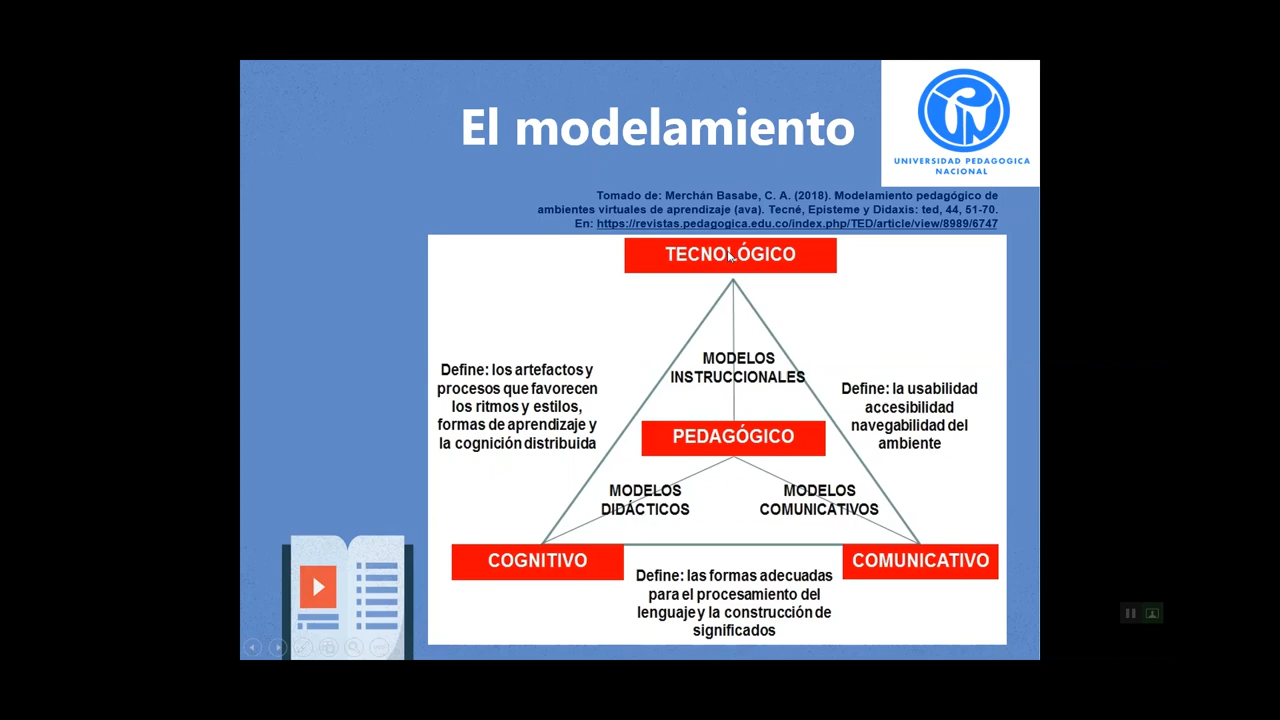 El modelamiento
UNIVERSIDAD PEDAGOGICA
NACIONAL
Tomado de: Merchán Basabe, C. A. (2018). Modelamiento pedagógico de
ambientes virtuales de aprendizaje (ava). Tecné, Episteme y Didaxis: ted, 44, 51-70.
En: https://revistas.pedagogica.edu.co/index.php/TED/article/view/8989/6747
TECNOLÓGICO
MODELOS
INSTRUCCIONALES
Define: los artefactos y
procesos que favorecen
los ritmos y estilos,
formas de aprendizaje y
la cognición distribuida
Define: la usabilidad
accesibilidad
navegabilidad del
ambiente
PEDAGÓGICO
MODELOS
DIDÁCTICOS
MODELOS
COMUNICATIVOS
COGNITIVO
COMUNICATIVO
Define: las formas adecuadas
para el procesamiento del
lenguaje y la construcción de
significados